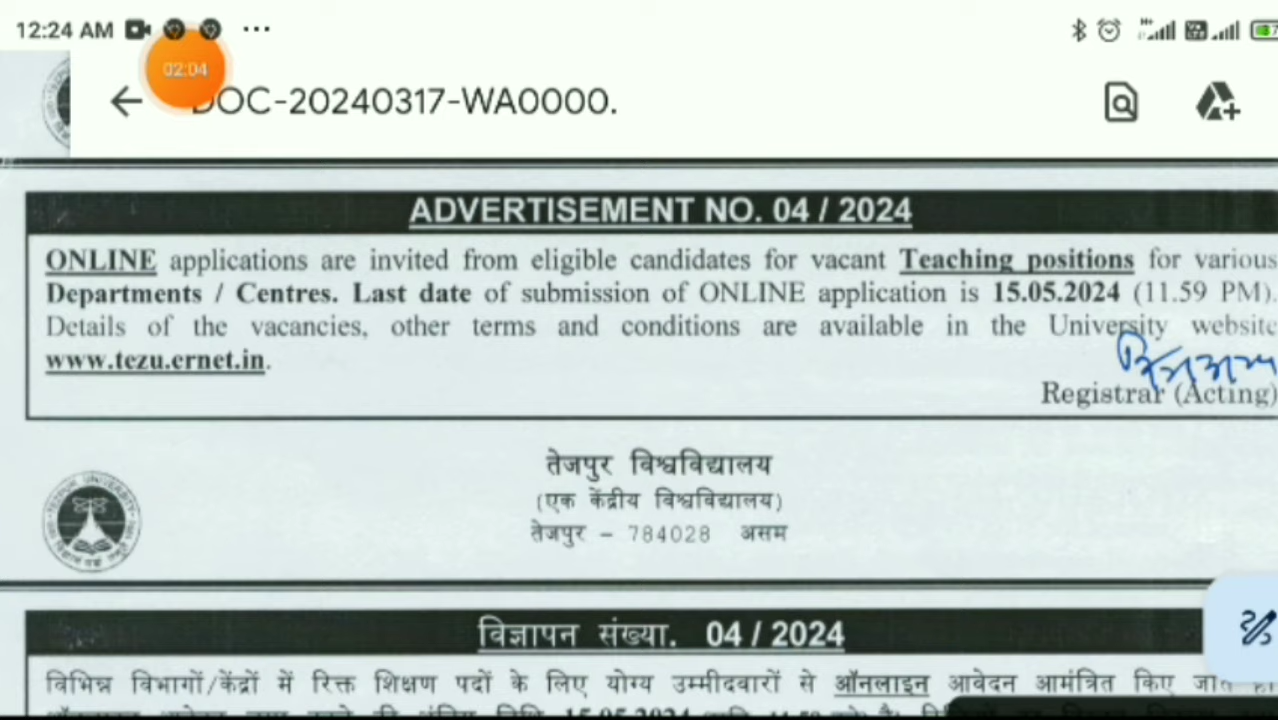 12:24 AM
02:04
DOC-20240317-WA0000.
ADVERTISEMENT NO. 04 / 2024
ONLINE applications are invited from eligible candidates for vacant Teaching positions for various
Departments / Centres. Last date of submission of ONLINE application is 15.05.2024 (11.59 PM).
Details of the vacancies, other terms and conditions are available in the University website
www.tezu.ernet.in.
Registrar (Acting)
तेजपुर विश्वविद्यालय
(एक केंद्रीय विश्वविद्यालय)
तेजपुर – 784028 असम
विज्ञापन संख्या. 04 / 2024
विभिन्न विभागों/केंद्रों में रिक्त शिक्षण पदों के लिए योग्य उम्मीदवारों से ऑनलाइन आवेदन आमंत्रित किए जाते
15.05.2024